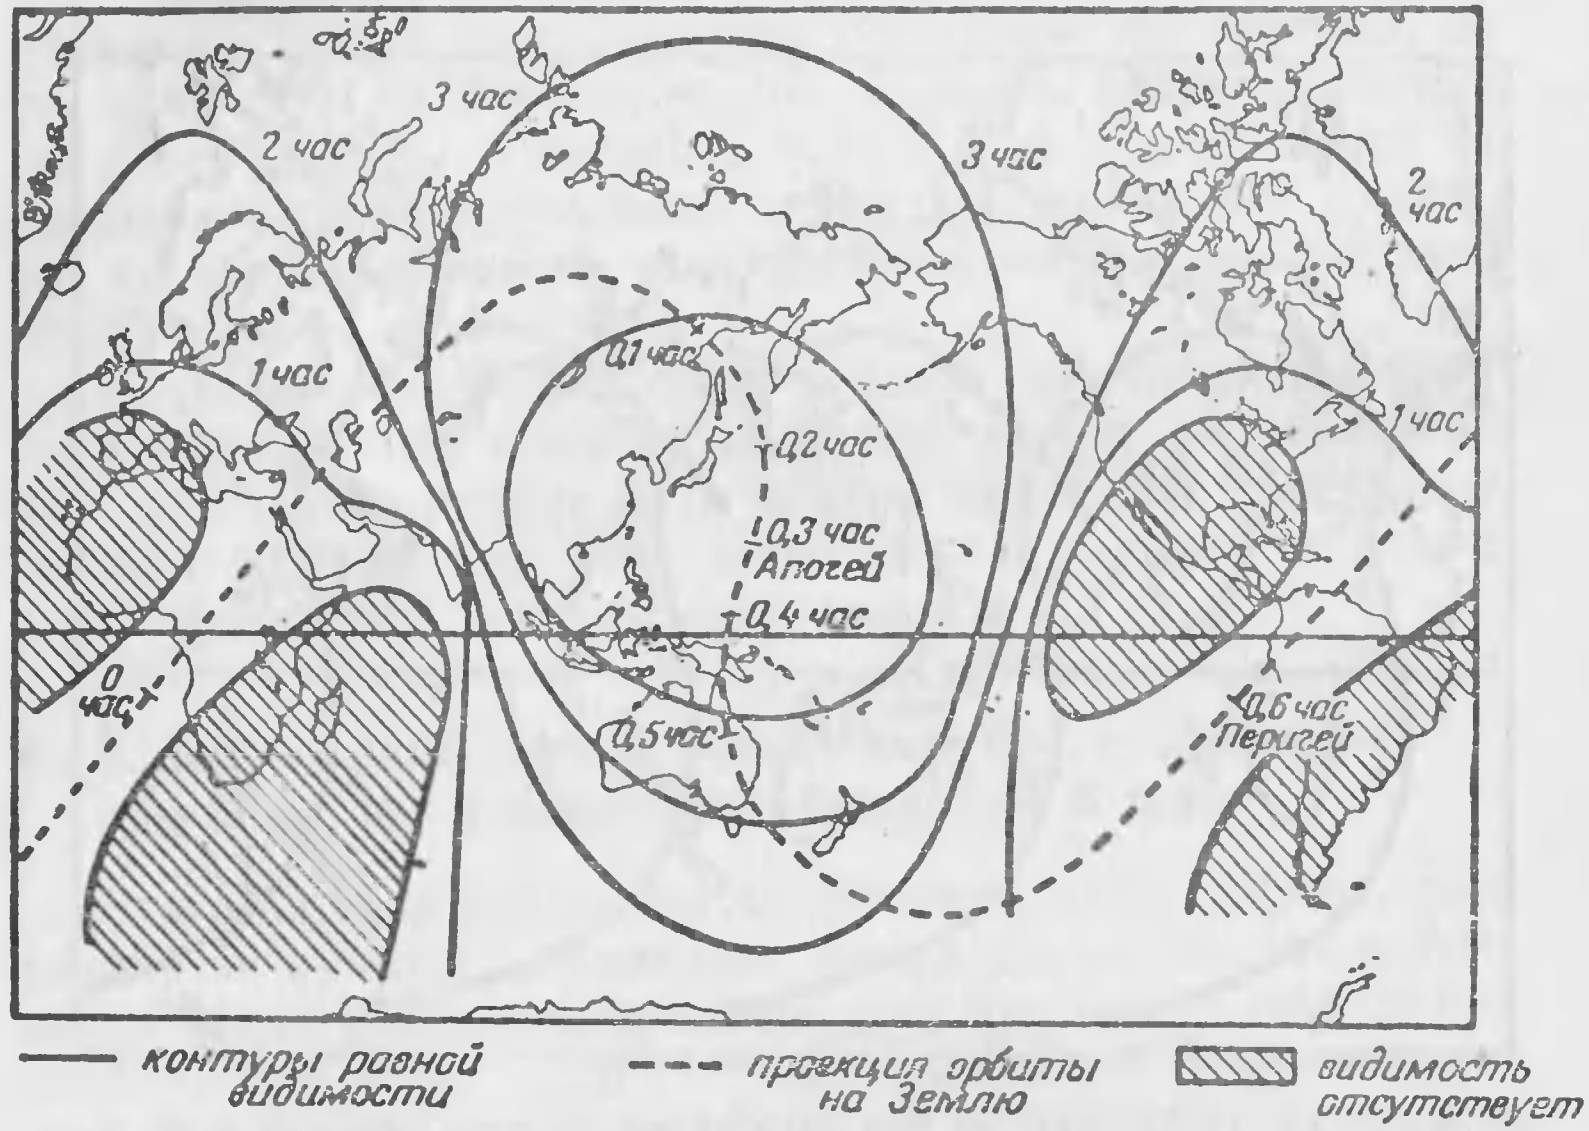 3 час
2 час
3 час
2
час
1 час
0,1 час
0,2 час
1 час
0,3 час
Апогей
0,4 час
0
час
0,5 час
0,6 час
Перигей
контуры равной
видимости
проекция орбиты
на Землю
видимость
отсутствует